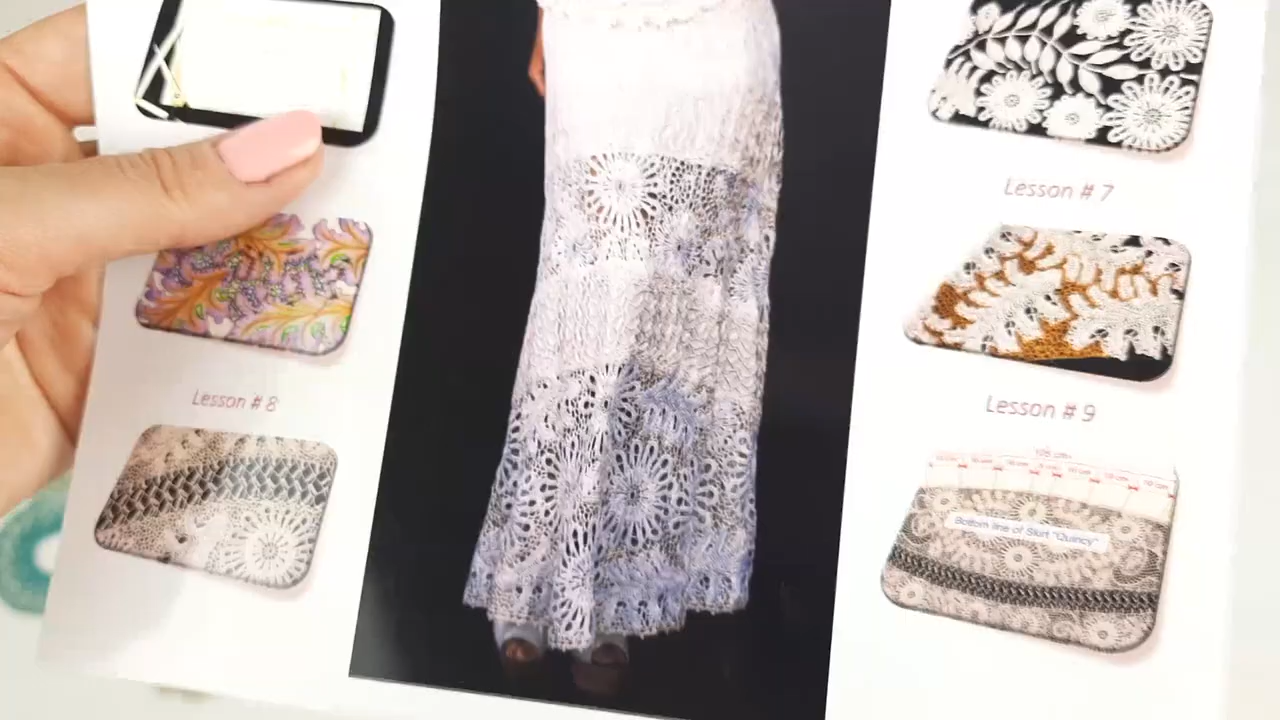 Lesson # 7
Lesson # 8
Lesson # 9
Bottom line of Skirt "Quincy"